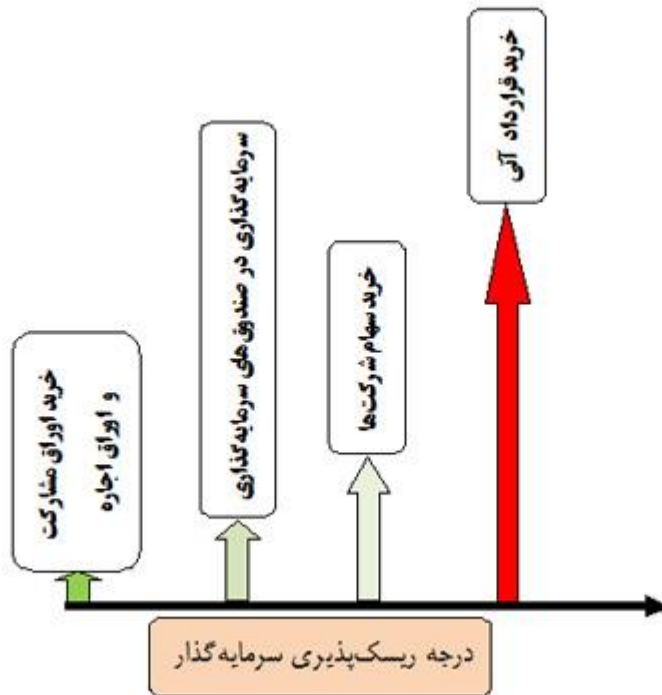 خرید اوراق مشارکت
و اوراق اجاره
سرمایه‌گذاری در صندوق‌های سرمایه‌گذاری
خرید سهام شرکت‌ها
خرید قرارداد آتی
درجه ریسک‌پذیری سرمایه‌گذار